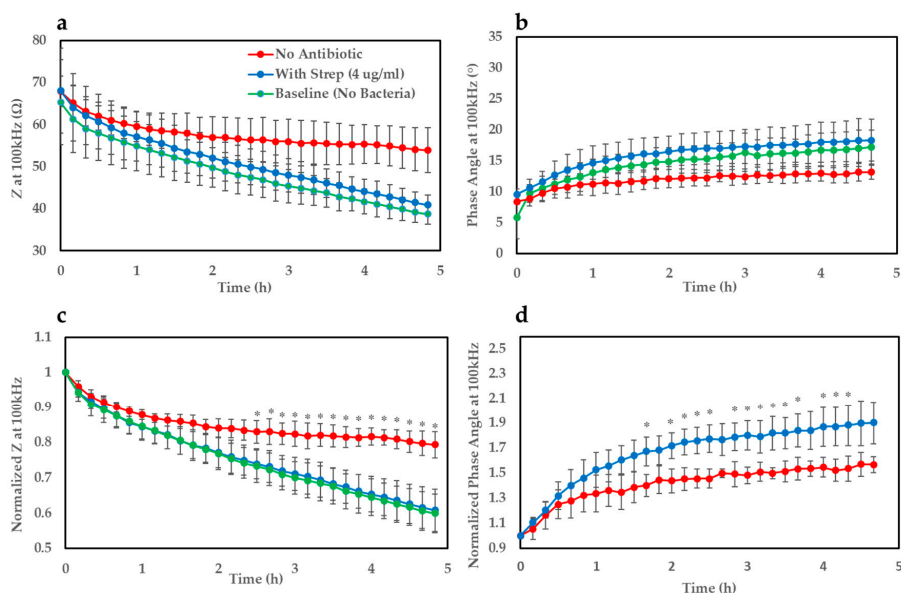 a
80
70
60
50
40
30
Z at 100kHz (Ω)
No Antibiotic
With Strep (4 ug/ml)
Baseline (No Bacteria)
0 1 2 3 4 5
Time (h)
b
35
30
25
20
15
10
5
0
Phase Angle at 100kHz (°)
0 1 2 3 4 5
Time (h)
c
1.1
1
0.9
0.8
0.7
0.6
0.5
Normalized Z at 100kHz
* * * * * * * * * * * * * * *
0 1 2 3 4 5
Time (h)
d
2.5
2.3
2.1
1.9
1.7
1.5
1.3
1.1
0.9
Normalized Phase Angle at 100kHz
* * * * * * * * * * * * * * *
0 1 2 3 4 5
Time (h)